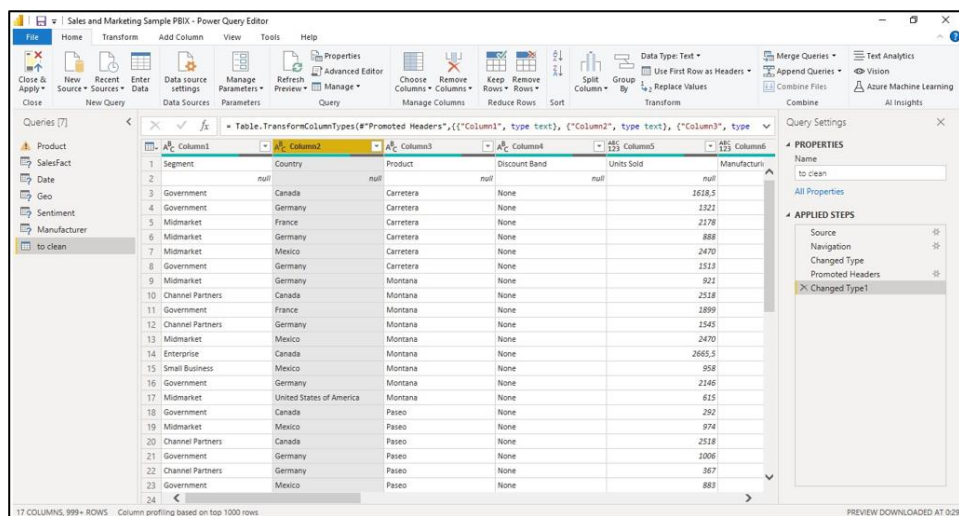 Sales and Marketing Sample PBIX - Power Query Editor
File Home Transform Add Column View Tools Help
Close & Apply
New Source
Recent Sources
Enter Data
Data source settings
Manage Parameters
Refresh Preview
Properties
Advanced Editor
Manage
Choose Columns
Remove Columns
Keep Rows
Remove Rows
Split Column
Group By
Data Type: Text
Use First Row as Headers
Replace Values
Merge Queries
Append Queries
Combine Files
Text Analytics
Vision
Azure Machine Learning
Close New Query Data Sources Parameters Query Manage Columns Reduce Rows Sort Transform Combine AI Insights
Queries [7]
Product
SalesFact
Date
Geo
Sentiment
Manufacturer
to clean
= Table.TransformColumnTypes(#"Promoted Headers",{{"Column1", type text}, {"Column2", type text}, {"Column3", type
Column1 Column2 Column3 Column4 Column5 Column6
1 Segment Country Product Discount Band Units Sold Manufacturi
2 null null null null null
3 Government Canada Carretera None 1618,5
4 Government Germany Carretera None 1321
5 Midmarket France Carretera None 2178
6 Midmarket Germany Carretera None 888
7 Midmarket Mexico Carretera None 2470
8 Government Germany Carretera None 1513
9 Midmarket Germany Montana None 921
10 Channel Partners Canada Montana None 2518
11 Government France Montana None 1899
12 Channel Partners Germany Montana None 1545
13 Midmarket Mexico Montana None 2470
14 Enterprise Canada Montana None 2665,5
15 Small Business Mexico Montana None 958
16 Government Germany Montana None 2146
17 Midmarket United States of America Montana None 615
18 Government Canada Paseo None 292
19 Midmarket Mexico Paseo None 974
20 Channel Partners Canada Paseo None 2518
21 Government Germany Paseo None 1006
22 Channel Partners Germany Paseo None 367
23 Government Mexico Paseo None 883
24
Query Settings
PROPERTIES
Name
to clean
All Properties
APPLIED STEPS
Source
Navigation
Changed Type
Promoted Headers
Changed Type1
17 COLUMNS, 999+ ROWS Column profiling based on top 1000 rows
PREVIEW DOWNLOADED AT 0:29